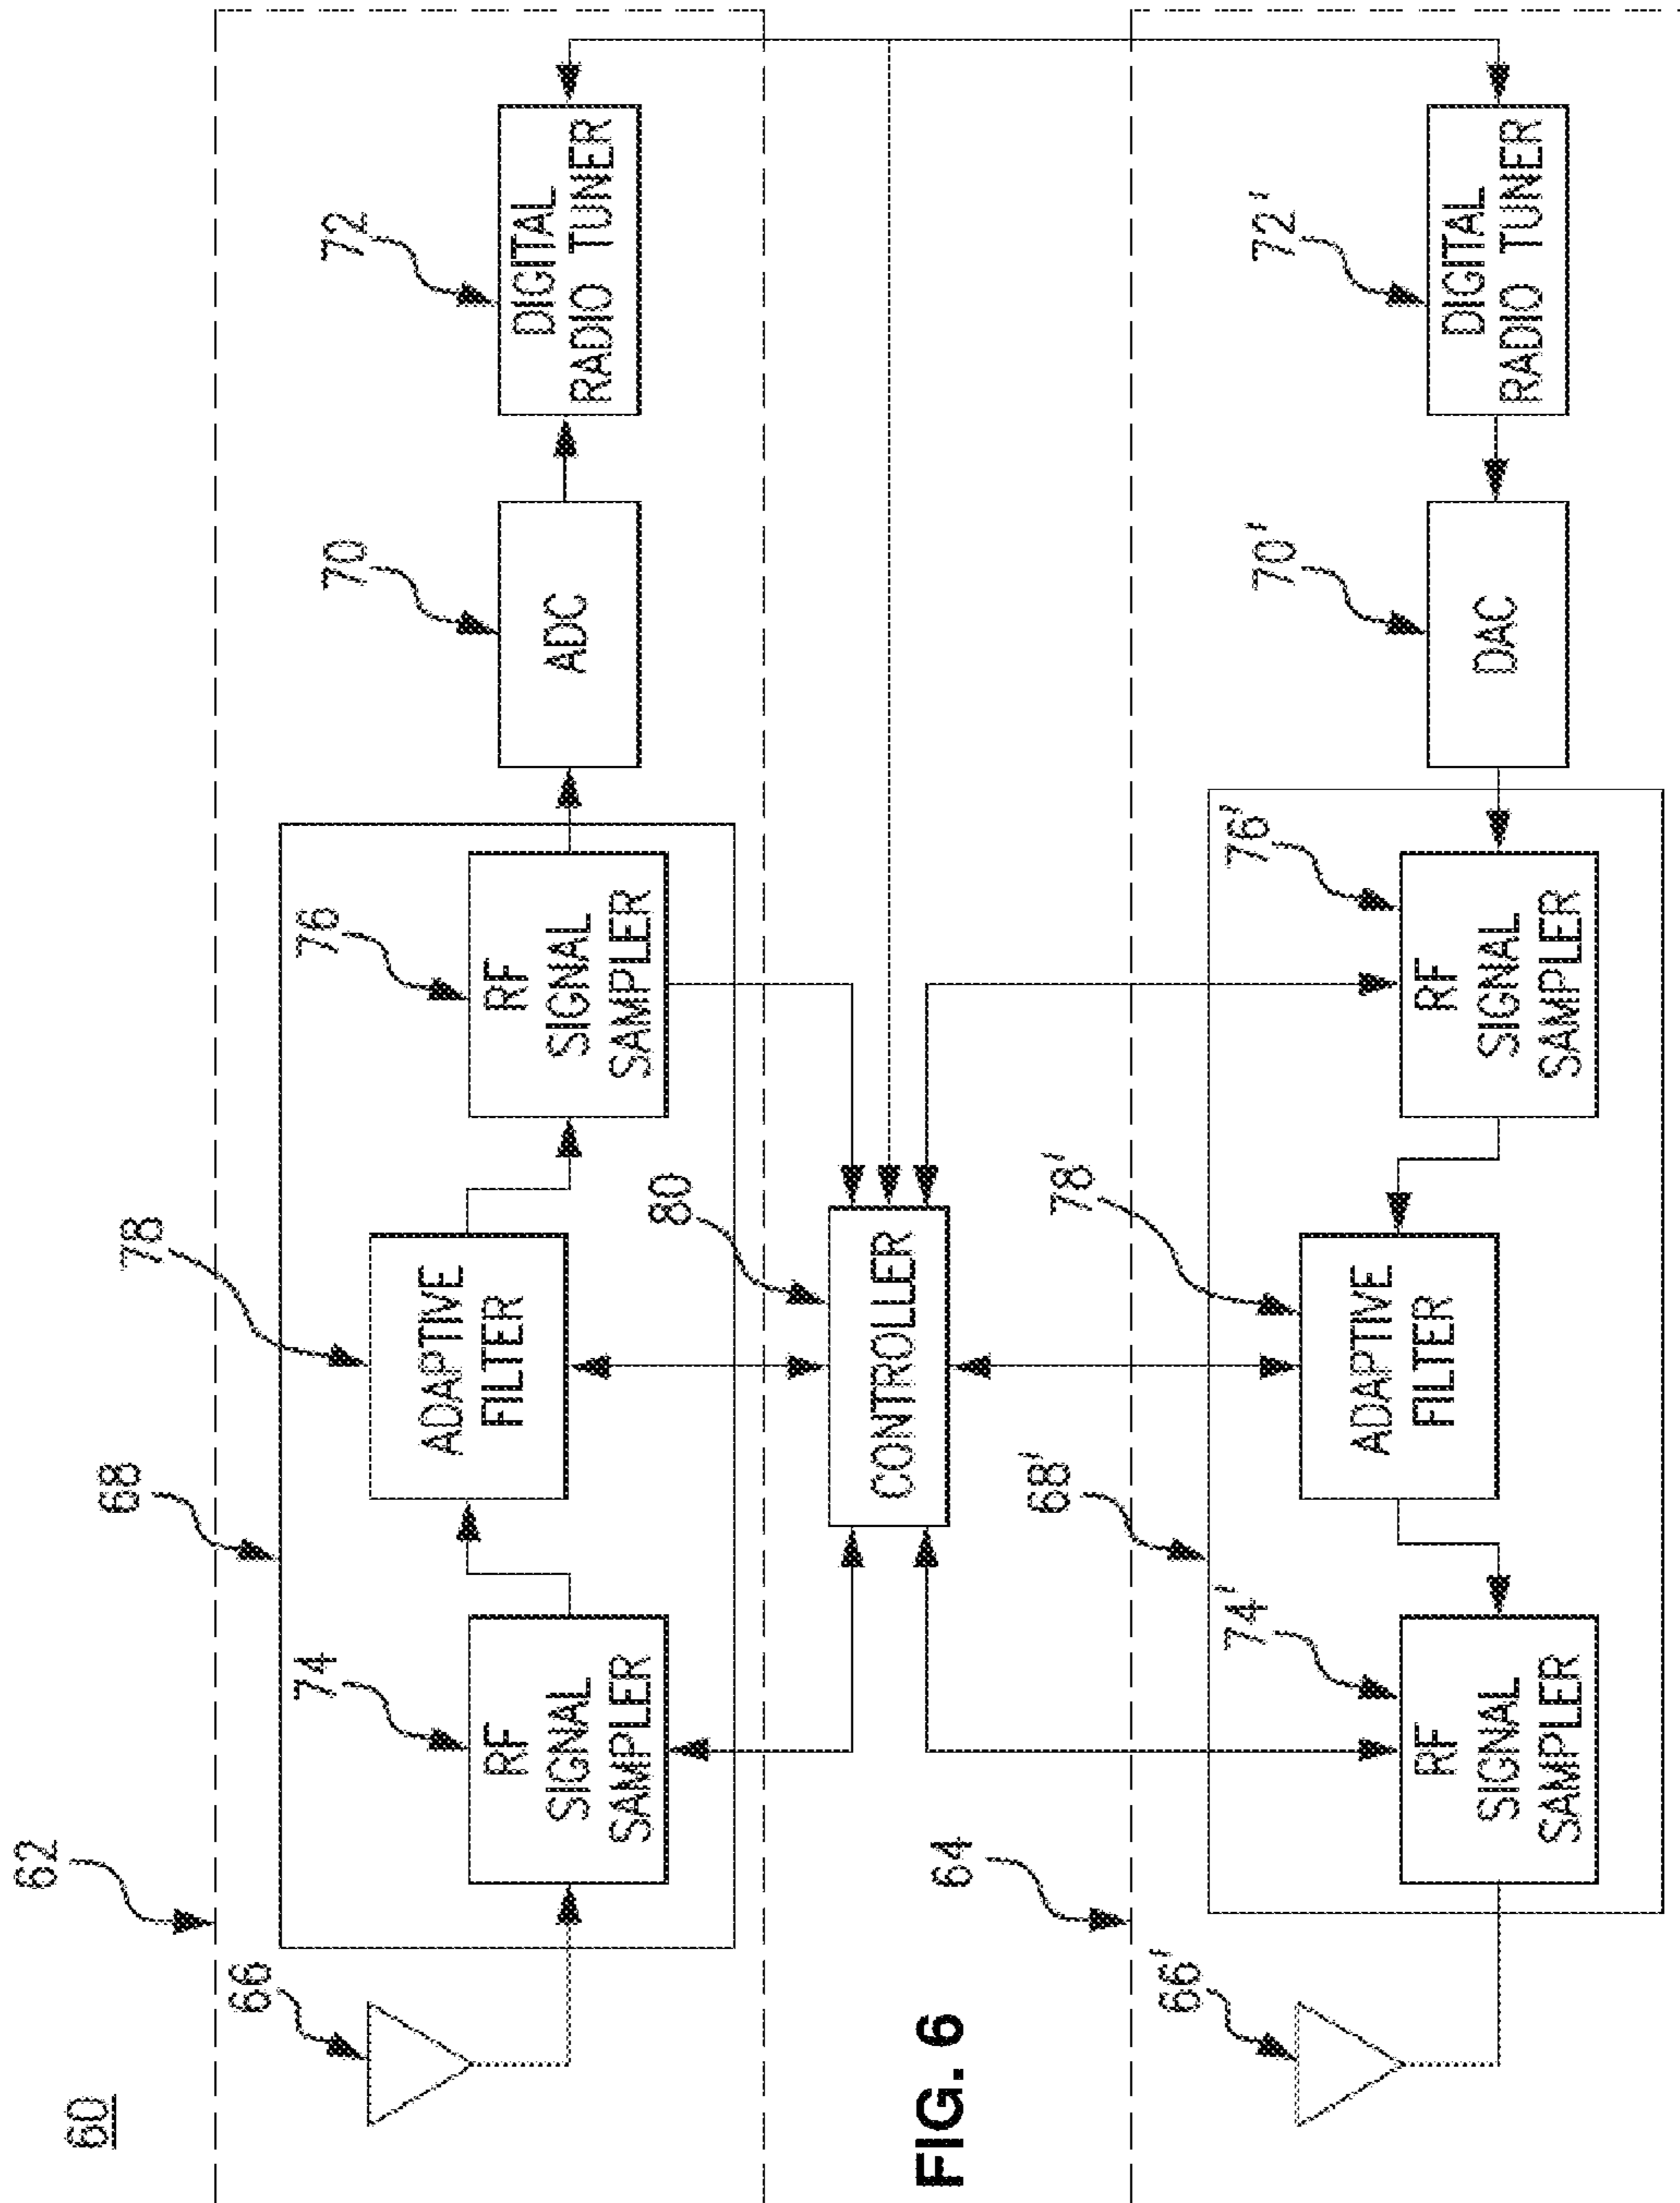 60
62
66
68
74
RF
SIGNAL
SAMPLER
78
ADAPTIVE
FILTER
76
RF
SIGNAL
SAMPLER
70
ADC
72
DIGITAL
RADIO TUNER
80
CONTROLLER
FIG. 6
64
66'
68'
74'
RF
SIGNAL
SAMPLER
78'
ADAPTIVE
FILTER
76'
RF
SIGNAL
SAMPLER
70'
DAC
72'
DIGITAL
RADIO TUNER